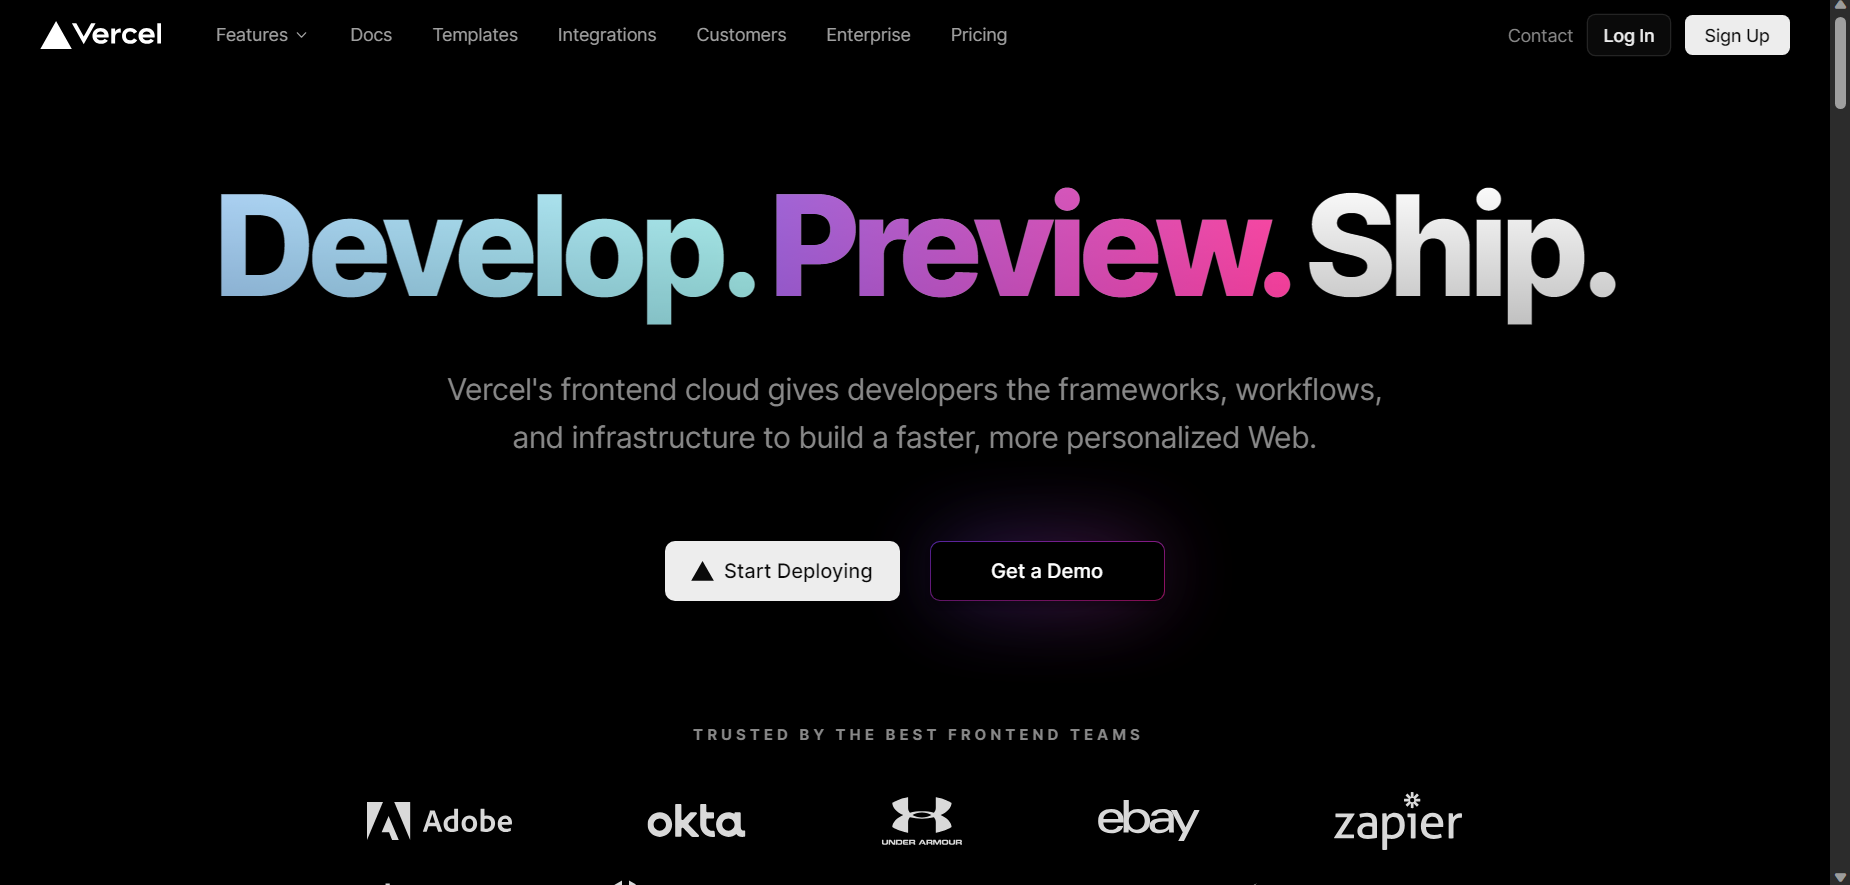 Vercel
Features
Docs
Templates
Integrations
Customers
Enterprise
Pricing
Contact
Log In
Sign Up
Develop. Preview. Ship.
Vercel's frontend cloud gives developers the frameworks, workflows,
and infrastructure to build a faster, more personalized Web.
Start Deploying
Get a Demo
TRUSTED BY THE BEST FRONTEND TEAMS
Adobe
okta
UNDER ARMOUR
ebay
zapier